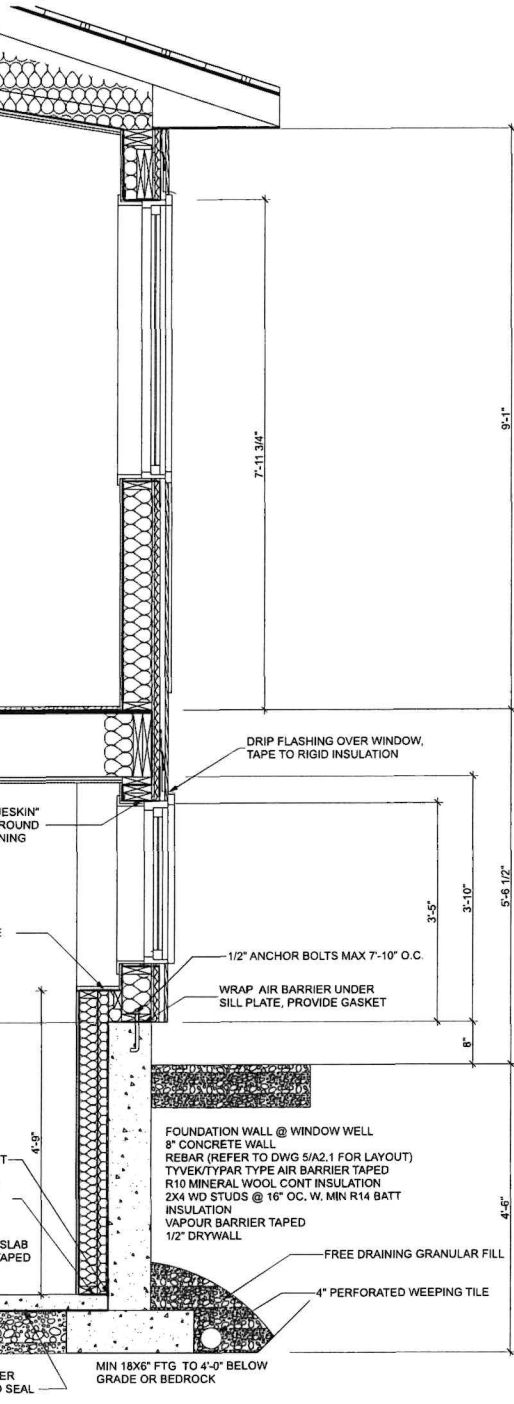 9'-1"
7'-11 3/4"
DRIP FLASHING OVER WINDOW,
TAPE TO RIGID INSULATION
JESKIN"
ROUND
NING
3'-5"
3'-10"
5'-6 1/2"
E
1/2" ANCHOR BOLTS MAX 7'-10" O.C.
WRAP AIR BARRIER UNDER
SILL PLATE, PROVIDE GASKET
8"
4'-9"
FOUNDATION WALL @ WINDOW WELL
8" CONCRETE WALL
REBAR (REFER TO DWG 5/A2.1 FOR LAYOUT)
TYVEK/TYPAR TYPE AIR BARRIER TAPED
R10 MINERAL WOOL CONT INSULATION
2X4 WD STUDS @ 16" OC. W. MIN R14 BATT
INSULATION
VAPOUR BARRIER TAPED
1/2" DRYWALL
4'-6"
T
SLAB
TAPED
FREE DRAINING GRANULAR FILL
4" PERFORATED WEEPING TILE
MIN 18X6" FTG TO 4'-0" BELOW
GRADE OR BEDROCK
ER
SEAL